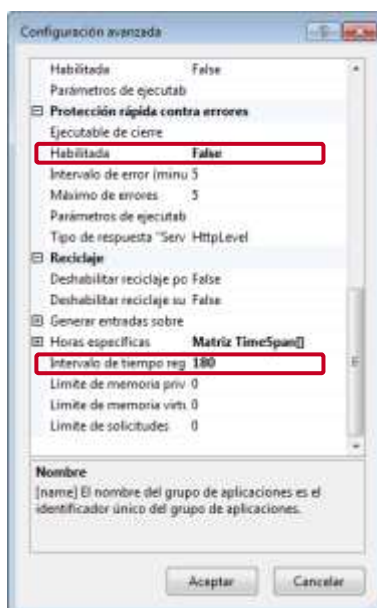 Configuración avanzada
Habilitada False
Parámetros de ejecutab
Protección rápida contra errores
Ejecutable de cierre
Habilitada False
Intervalo de error (minu 5
Máximo de errores 5
Parámetros de ejecutab
Tipo de respuesta "Serv HttpLevel
Reciclaje
Deshabilitar reciclaje po False
Deshabilitar reciclaje su False
Generar entradas sobre
Horas específicas Matriz TimeSpan[]
Intervalo de tiempo reg 180
Límite de memoria priv 0
Límite de memoria virtu 0
Límite de solicitudes 0
Nombre
[name] El nombre del grupo de aplicaciones es el
identificador único del grupo de aplicaciones.
Aceptar Cancelar